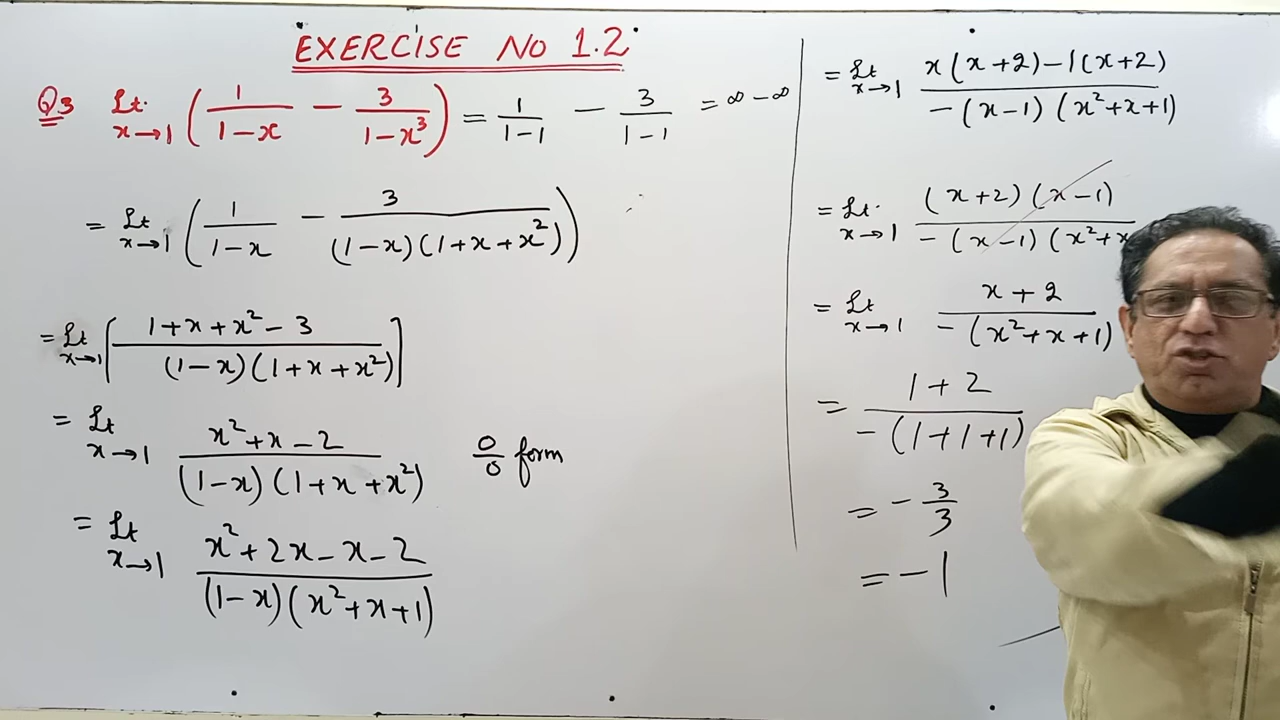 EXERCISE NO 1.2
Q3 Lt x→1 ( 1/(1-x) - 3/(1-x³) ) = 1/(1-1) - 3/(1-1) = ∞-∞
= Lt x→1 ( 1/(1-x) - 3/((1-x)(1+x+x²)) )
= Lt x→1 [ (1+x+x²-3)/((1-x)(1+x+x²)) ]
= Lt x→1 (x²+x-2)/((1-x)(1+x+x²)) 0/0 form
= Lt x→1 (x²+2x-x-2)/((1-x)(x²+x+1))
= Lt x→1 (x(x+2)-1(x+2))/(-(x-1)(x²+x+1))
= Lt x→1 ((x+2)(x-1))/(-(x-1)(x²+x
= Lt x→1 (x+2)/(-(x²+x+1))
= (1+2)/(-(1+1+1))
= -3/3
= -1